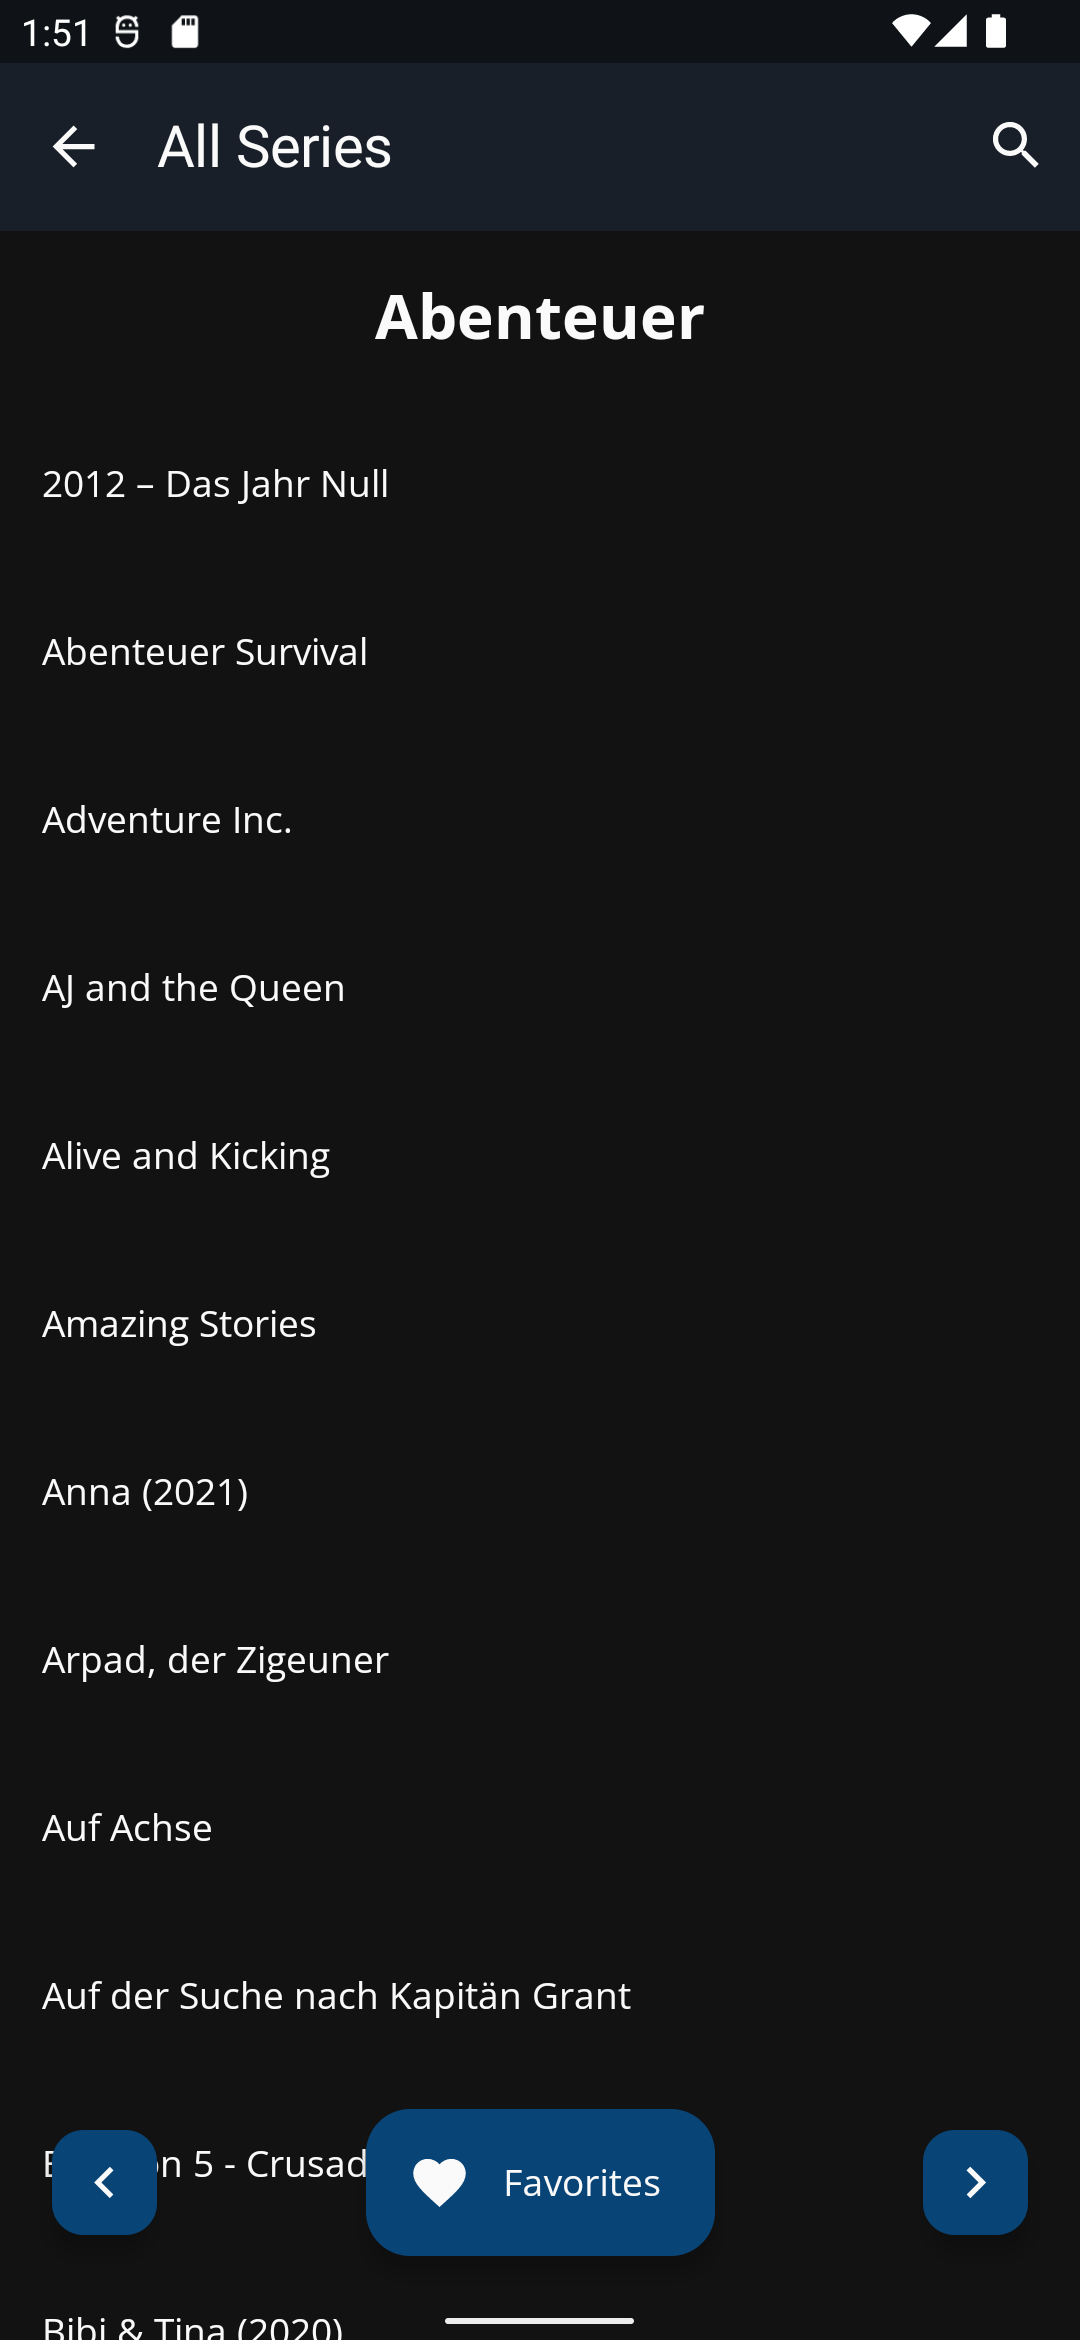 1:51
All Series
Abenteuer
2012 – Das Jahr Null
Abenteuer Survival
Adventure Inc.
AJ and the Queen
Alive and Kicking
Amazing Stories
Anna (2021)
Arpad, der Zigeuner
Auf Achse
Auf der Suche nach Kapitän Grant
5 - Crusad
Favorites
Bibi & Tina (2020)